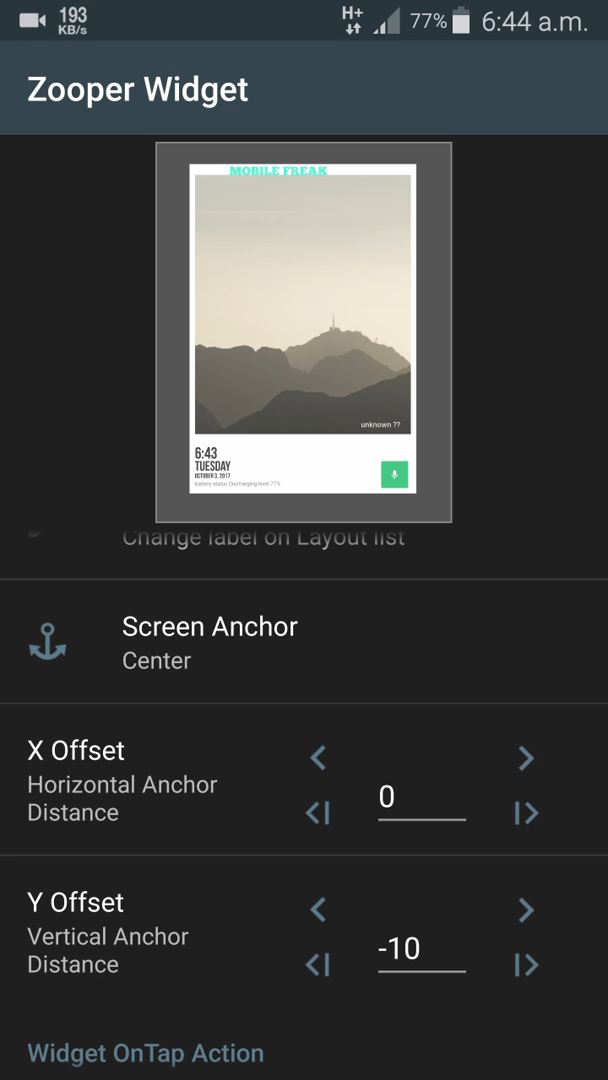 193
KB/s
H+
77%
6:44 a.m.
Zooper Widget
MOBILE FREAK
unknown ??
6:43
TUESDAY
OCTOBER 3, 2017
battery status Discharging level 77%
Change label on Layout list
Screen Anchor
Center
X Offset
Horizontal Anchor
Distance
0
Y Offset
Vertical Anchor
Distance
-10
Widget OnTap Action